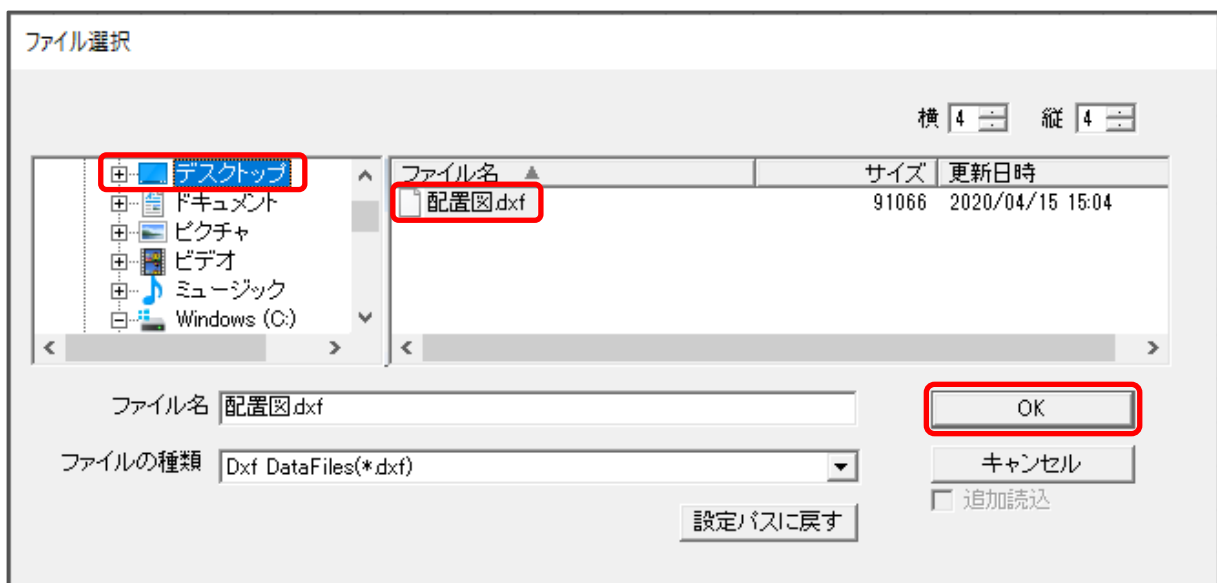 ファイル選択
横 4 縦 4
デスクトップ
ドキュメント
ピクチャ
ビデオ
ミュージック
Windows (C:)
ファイル名 サイズ 更新日時
配置図.dxf 91066 2020/04/15 15:04
ファイル名 配置図.dxf
OK
ファイルの種類 Dxf DataFiles(*.dxf)
キャンセル
追加読込
設定パスに戻す